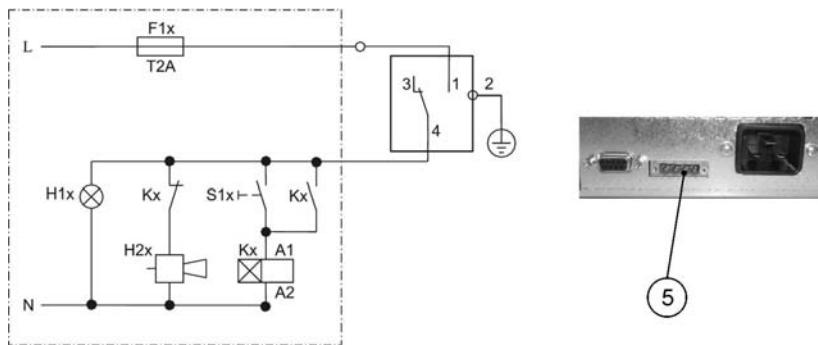 F1x
L
T2A
3 1 2
4
H1x Kx S1x Kx
H2x Kx A1
A2
N
5